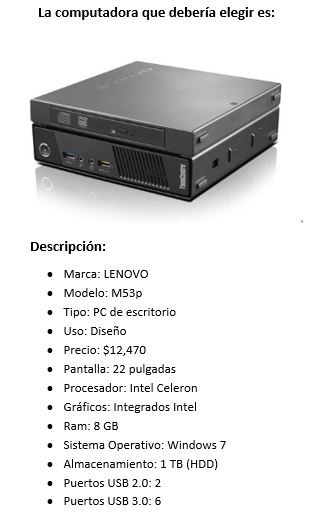 La computadora que debería elegir es:
ThinkCentre
Descripción:
• Marca: LENOVO
• Modelo: M53p
• Tipo: PC de escritorio
• Uso: Diseño
• Precio: $12,470
• Pantalla: 22 pulgadas
• Procesador: Intel Celeron
• Gráficos: Integrados Intel
• Ram: 8 GB
• Sistema Operativo: Windows 7
• Almacenamiento: 1 TB (HDD)
• Puertos USB 2.0: 2
• Puertos USB 3.0: 6